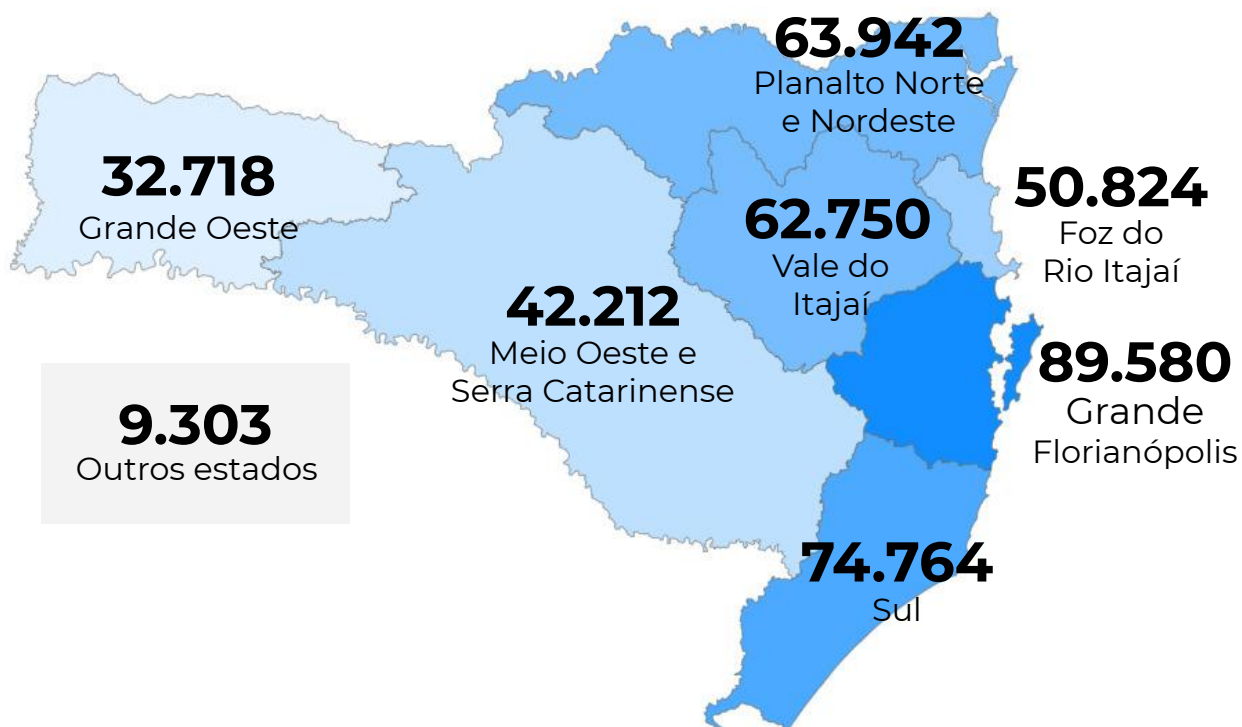 63.942
Planalto Norte
e Nordeste
32.718
Grande Oeste
50.824
Foz do
Rio Itajaí
62.750
Vale do
Itajaí
42.212
Meio Oeste e
Serra Catarinense
89.580
Grande
Florianópolis
9.303
Outros estados
74.764
Sul